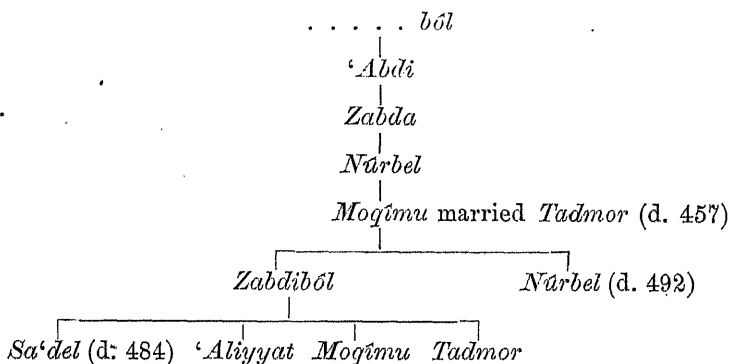 . . . . . bôl
‘Abdi
Zabda
Nûrbel
Moqîmu married Tadmor (d. 457)
Zabdibôl Nûrbel (d. 492)
Sa‘del (d. 484) ‘Aliyyat Moqîmu Tadmor